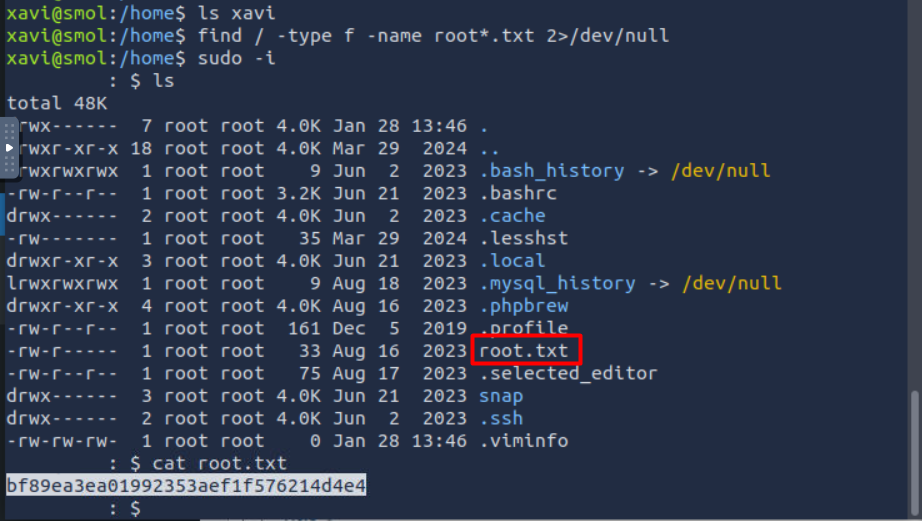 xavi@smol:/home$ ls xavi
xavi@smol:/home$ find / -type f -name root*.txt 2>/dev/null
xavi@smol:/home$ sudo -i
: $ ls
total 48K
rwx------ 7 root root 4.0K Jan 28 13:46 .
rwxr-xr-x 18 root root 4.0K Mar 29 2024 ..
rwxrwxrwx 1 root root 9 Jun 2 2023 .bash_history -> /dev/null
-rw-r--r-- 1 root root 3.2K Jun 21 2023 .bashrc
drwx------ 2 root root 4.0K Jun 2 2023 .cache
-rw------- 1 root root 35 Mar 29 2024 .lesshst
drwxr-xr-x 3 root root 4.0K Jun 21 2023 .local
lrwxrwxrwx 1 root root 9 Aug 18 2023 .mysql_history -> /dev/null
drwxr-xr-x 4 root root 4.0K Aug 16 2023 .phpbrew
-rw-r--r-- 1 root root 161 Dec 5 2019 .profile
-rw-r----- 1 root root 33 Aug 16 2023 root.txt
-rw-r--r-- 1 root root 75 Aug 17 2023 .selected_editor
drwx------ 3 root root 4.0K Jun 21 2023 snap
drwx------ 2 root root 4.0K Jun 2 2023 .ssh
-rw-rw-rw- 1 root root 0 Jan 28 13:46 .viminfo
: $ cat root.txt
bf89ea3ea01992353aef1f576214d4e4
: $